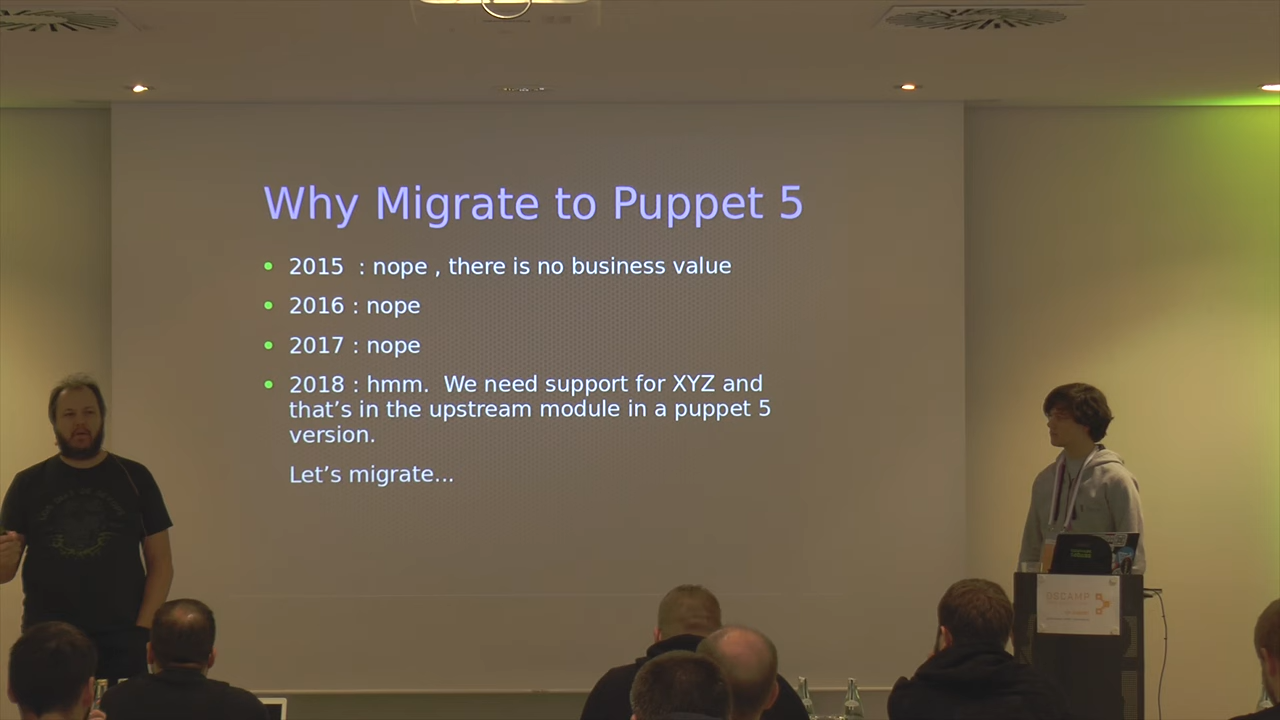 Why Migrate to Puppet 5
2015  : nope , there is no business value
2016 : nope
2017 : nope
2018 : hmm.  We need support for XYZ and
that’s in the upstream module in a puppet 5
version.
Let’s migrate...
OSCAMP